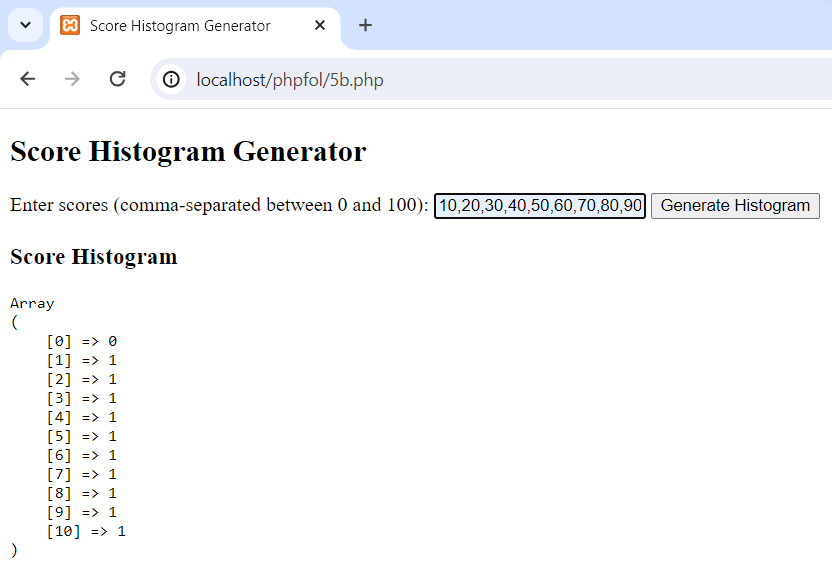 Score Histogram Generator
localhost/phpfol/5b.php
Score Histogram Generator
Enter scores (comma-separated between 0 and 100): 10,20,30,40,50,60,70,80,90 Generate Histogram
Score Histogram
Array
(
[0] => 0
[1] => 1
[2] => 1
[3] => 1
[4] => 1
[5] => 1
[6] => 1
[7] => 1
[8] => 1
[9] => 1
[10] => 1
)